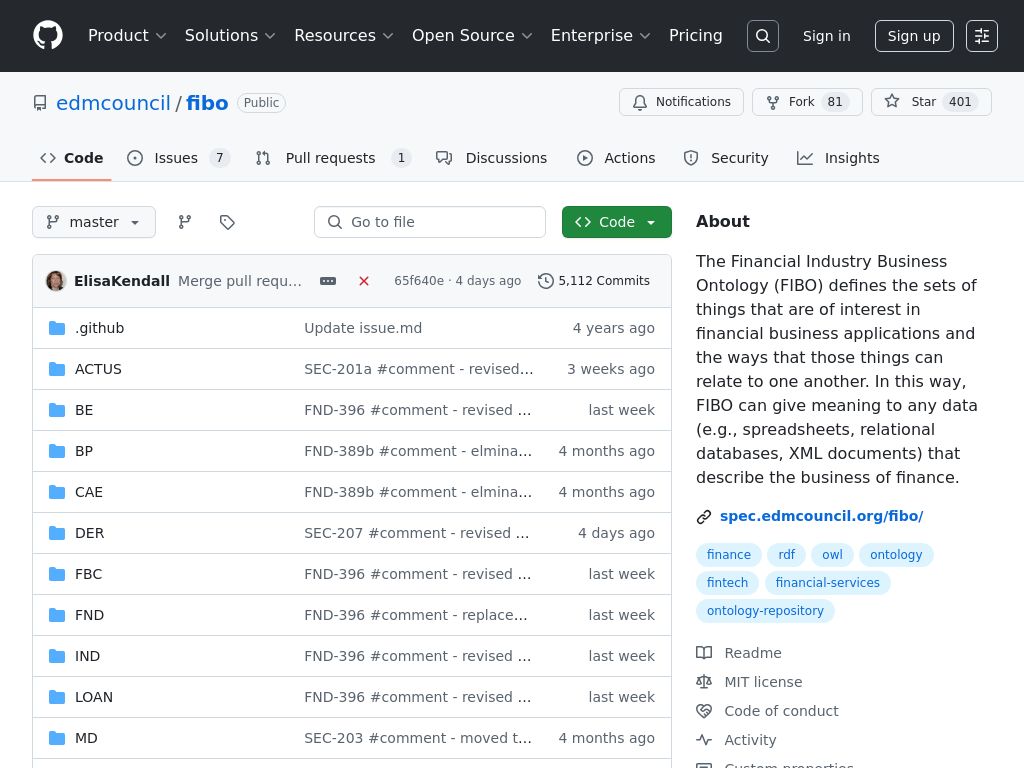 Product Solutions Resources Open Source Enterprise Pricing Sign in Sign up
edmcouncil / fibo Public Notifications Fork 81 Star 401
Code Issues 7 Pull requests 1 Discussions Actions Security Insights
master Go to file Code
ElisaKendall Merge pull requ... 65f640e · 4 days ago 5,112 Commits
.github Update issue.md 4 years ago
ACTUS SEC-201a #comment - revised... 3 weeks ago
BE FND-396 #comment - revised ... last week
BP FND-389b #comment - elmina... 4 months ago
CAE FND-389b #comment - elmina... 4 months ago
DER SEC-207 #comment - revised ... 4 days ago
FBC FND-396 #comment - revised ... last week
FND FND-396 #comment - replace... last week
IND FND-396 #comment - revised ... last week
LOAN FND-396 #comment - revised ... last week
MD SEC-203 #comment - moved t... 4 months ago
About
The Financial Industry Business
Ontology (FIBO) defines the sets of
things that are of interest in
financial business applications and
the ways that those things can
relate to one another. In this way,
FIBO can give meaning to any data
(e.g., spreadsheets, relational
databases, XML documents) that
describe the business of finance.
spec.edmcouncil.org/fibo/
finance rdf owl ontology
fintech financial-services
ontology-repository
Readme
MIT license
Code of conduct
Activity
Custom properties